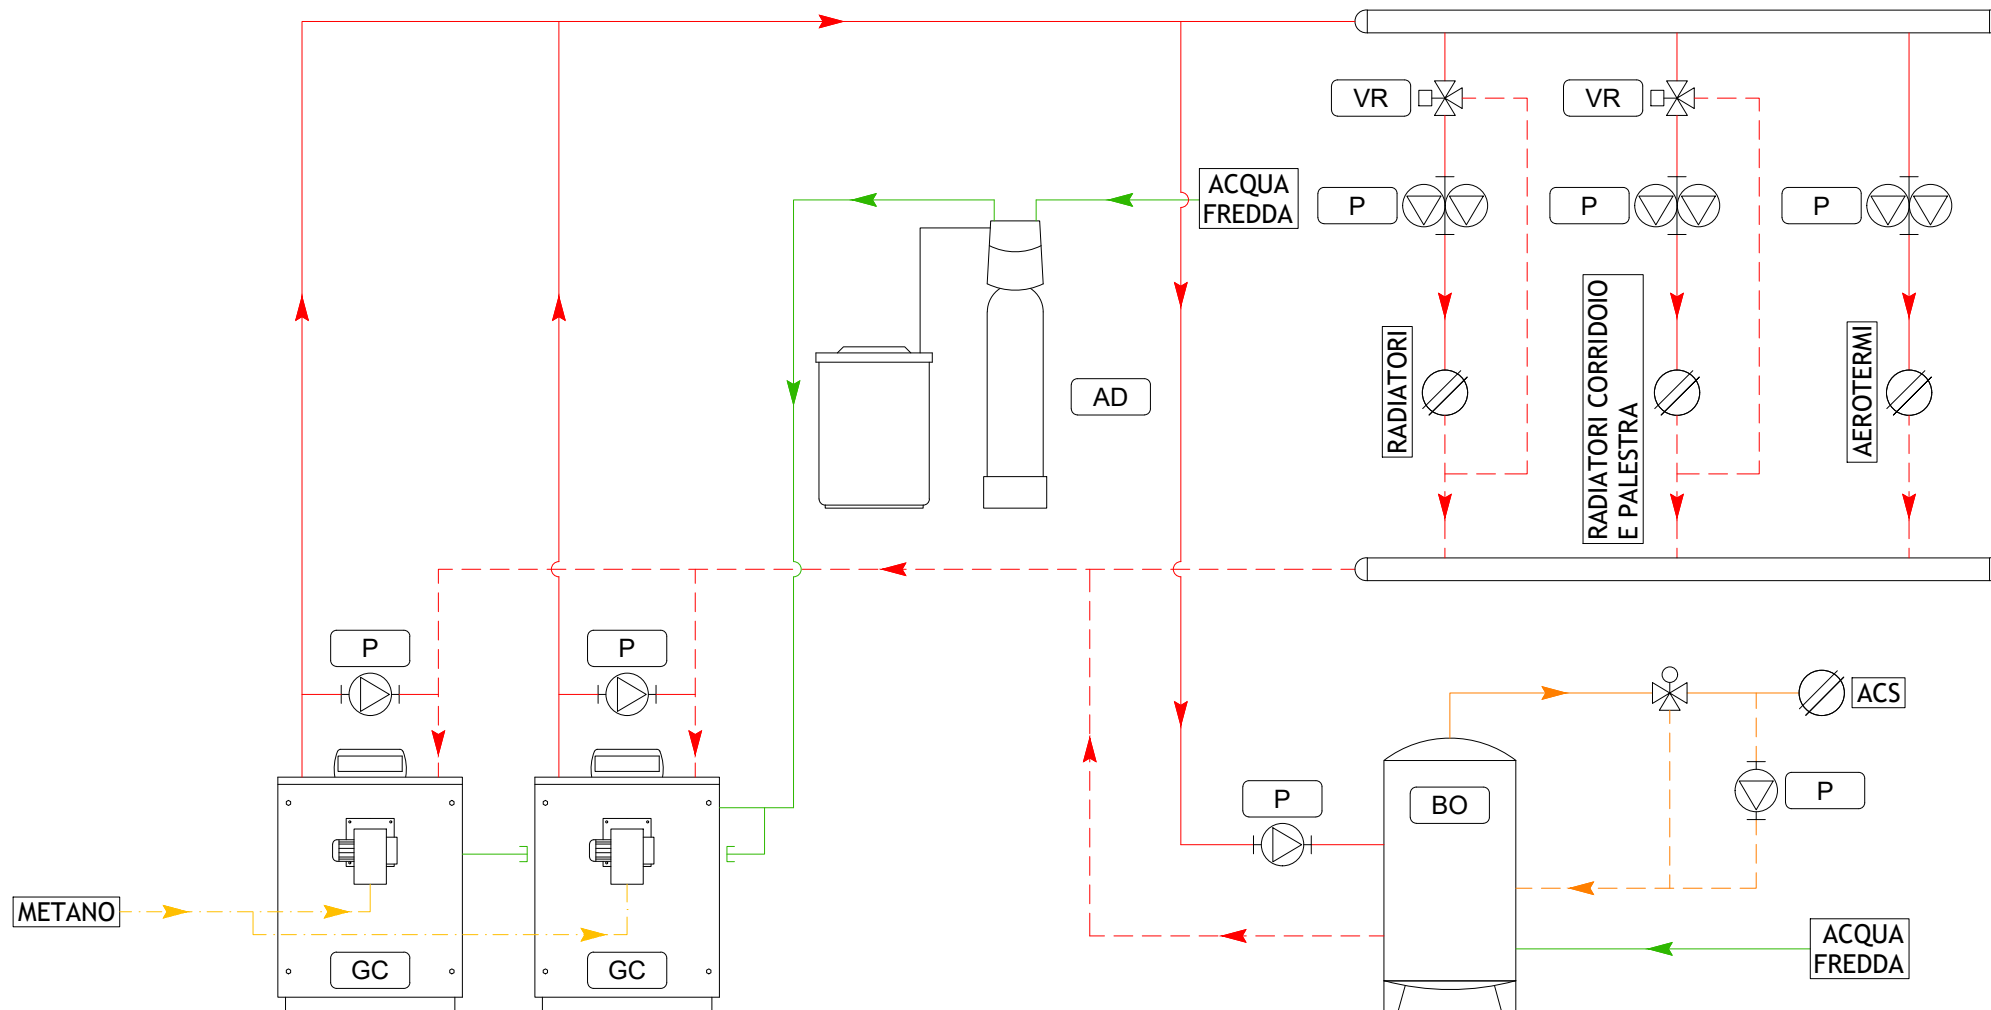 VR
VR
ACQUA
FREDDA
P
P
P
RADIATORI
RADIATORI CORRIDOIO
E PALESTRA
AEROTERMI
AD
P
P
ACS
P
BO
P
METANO
GC
GC
ACQUA
FREDDA